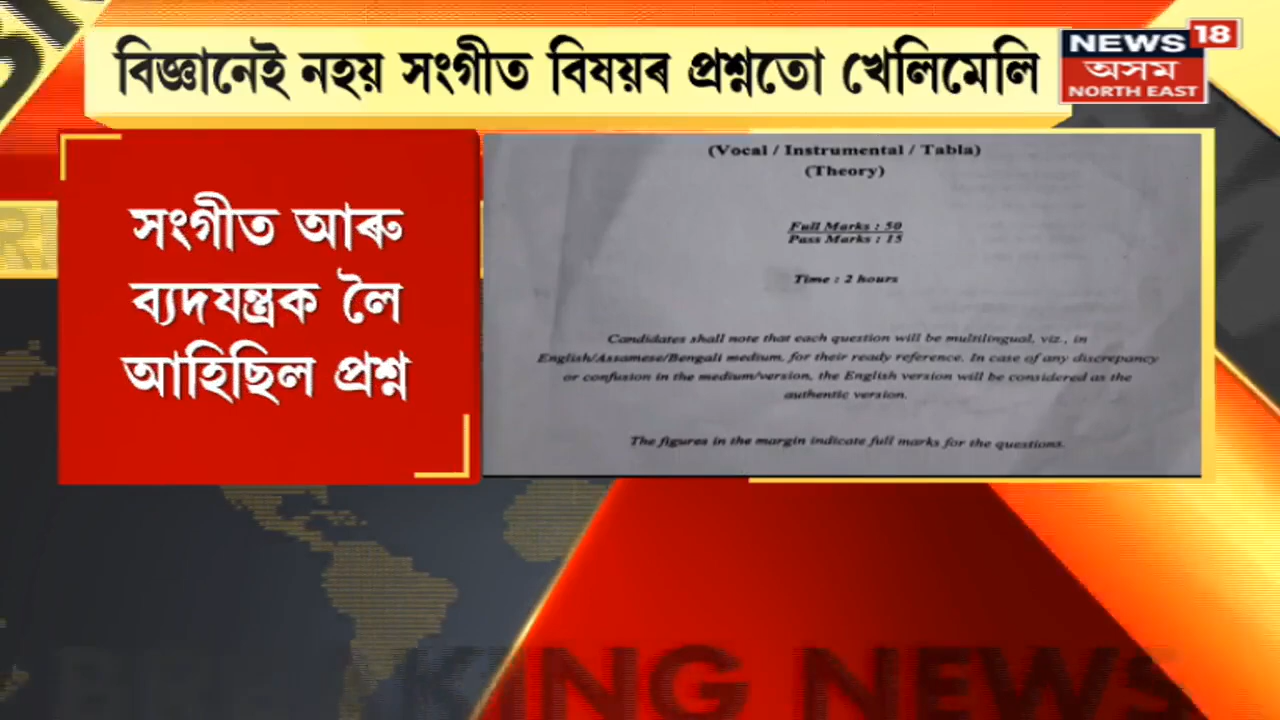 বিজ্ঞানেই নহয় সংগীত বিষয়ৰ প্ৰশ্নতো খেলিমেলি
NEWS 18
অসম
NORTH EAST
সংগীত আৰু
ব্যদযন্ত্ৰক লৈ
আহিছিল প্ৰশ্ন
(Vocal / Instrumental / Tabla)
(Theory)
Full Marks : 50
Pass Marks : 15
Time : 2 hours
Candidates shall note that each question will be multilingual, viz., in
English/Assamese/Bengali medium, for their ready reference. In case of any discrepancy
or confusion in the medium/version, the English version will be considered as the
authentic version.
The figures in the margin indicate full marks for the questions.
BREAKING NEWS